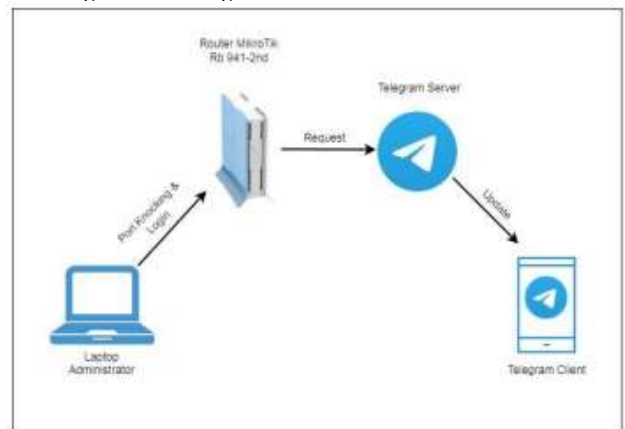 Router MikroTik
Rb 941-2nd
Telegram Server
Request
Port Knocking &
Login
Update
Laptop
Administrator
Telegram Client